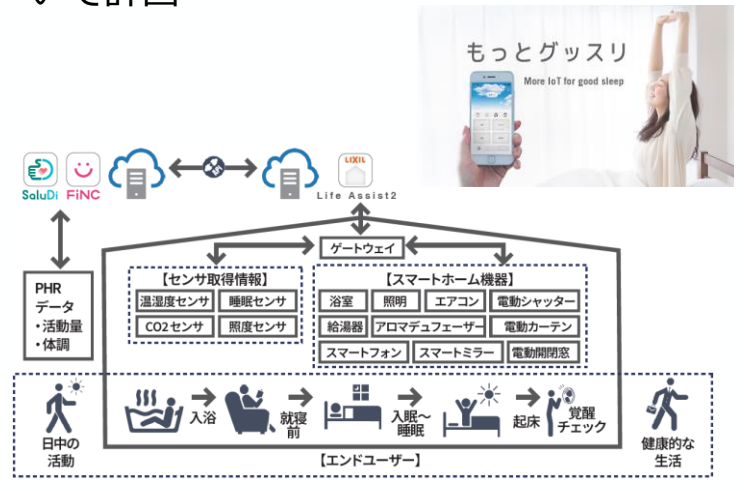 いて計画
もっとグッスリ
More IoT for good sleep
SaluDi FiNC
LIXIL
Life Assist2
ゲートウェイ
PHR
データ
・活動量
・体調
【センサ取得情報】
温湿度センサ 睡眠センサ
CO2センサ 照度センサ
【スマートホーム機器】
浴室 照明 エアコン 電動シャッター
給湯器 アロマデュフェーザー 電動カーテン
スマートフォン スマートミラー 電動開閉窓
日中の
活動
入浴
就寝
前
入眠～
睡眠
起床
覚醒
チェック
健康的な
生活
【エンドユーザー】